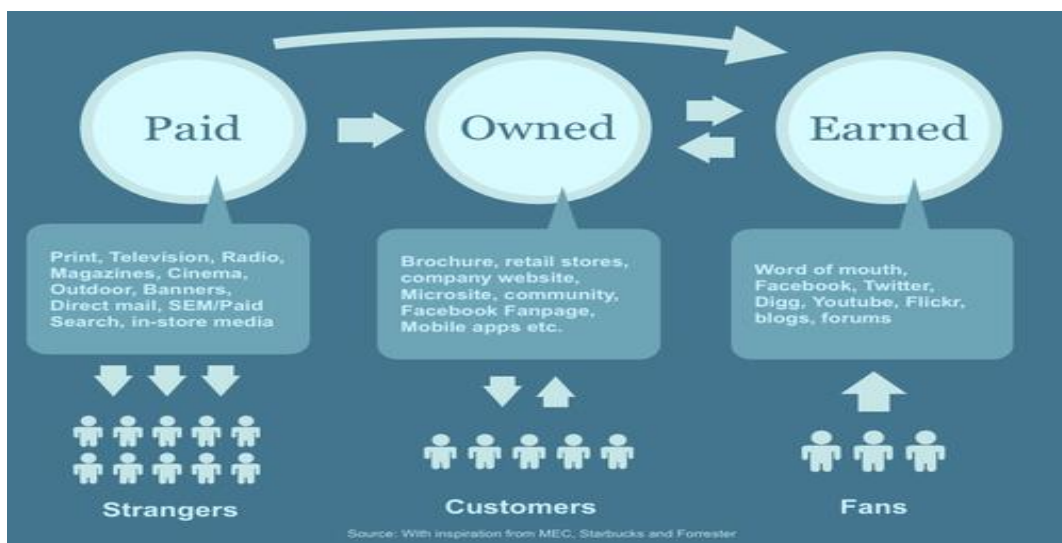 Paid
Owned
Earned
Print, Television, Radio,
Magazines, Cinema,
Outdoor, Banners,
Direct mail, SEM/Paid
Search, in-store media
Brochure, retail stores,
company website,
Microsite, community,
Facebook Fanpage,
Mobile apps etc.
Word of mouth,
Facebook, Twitter,
Digg, Youtube, Flickr,
blogs, forums
Strangers
Customers
Fans
Source: With inspiration from MEC, Starbucks and Forrester